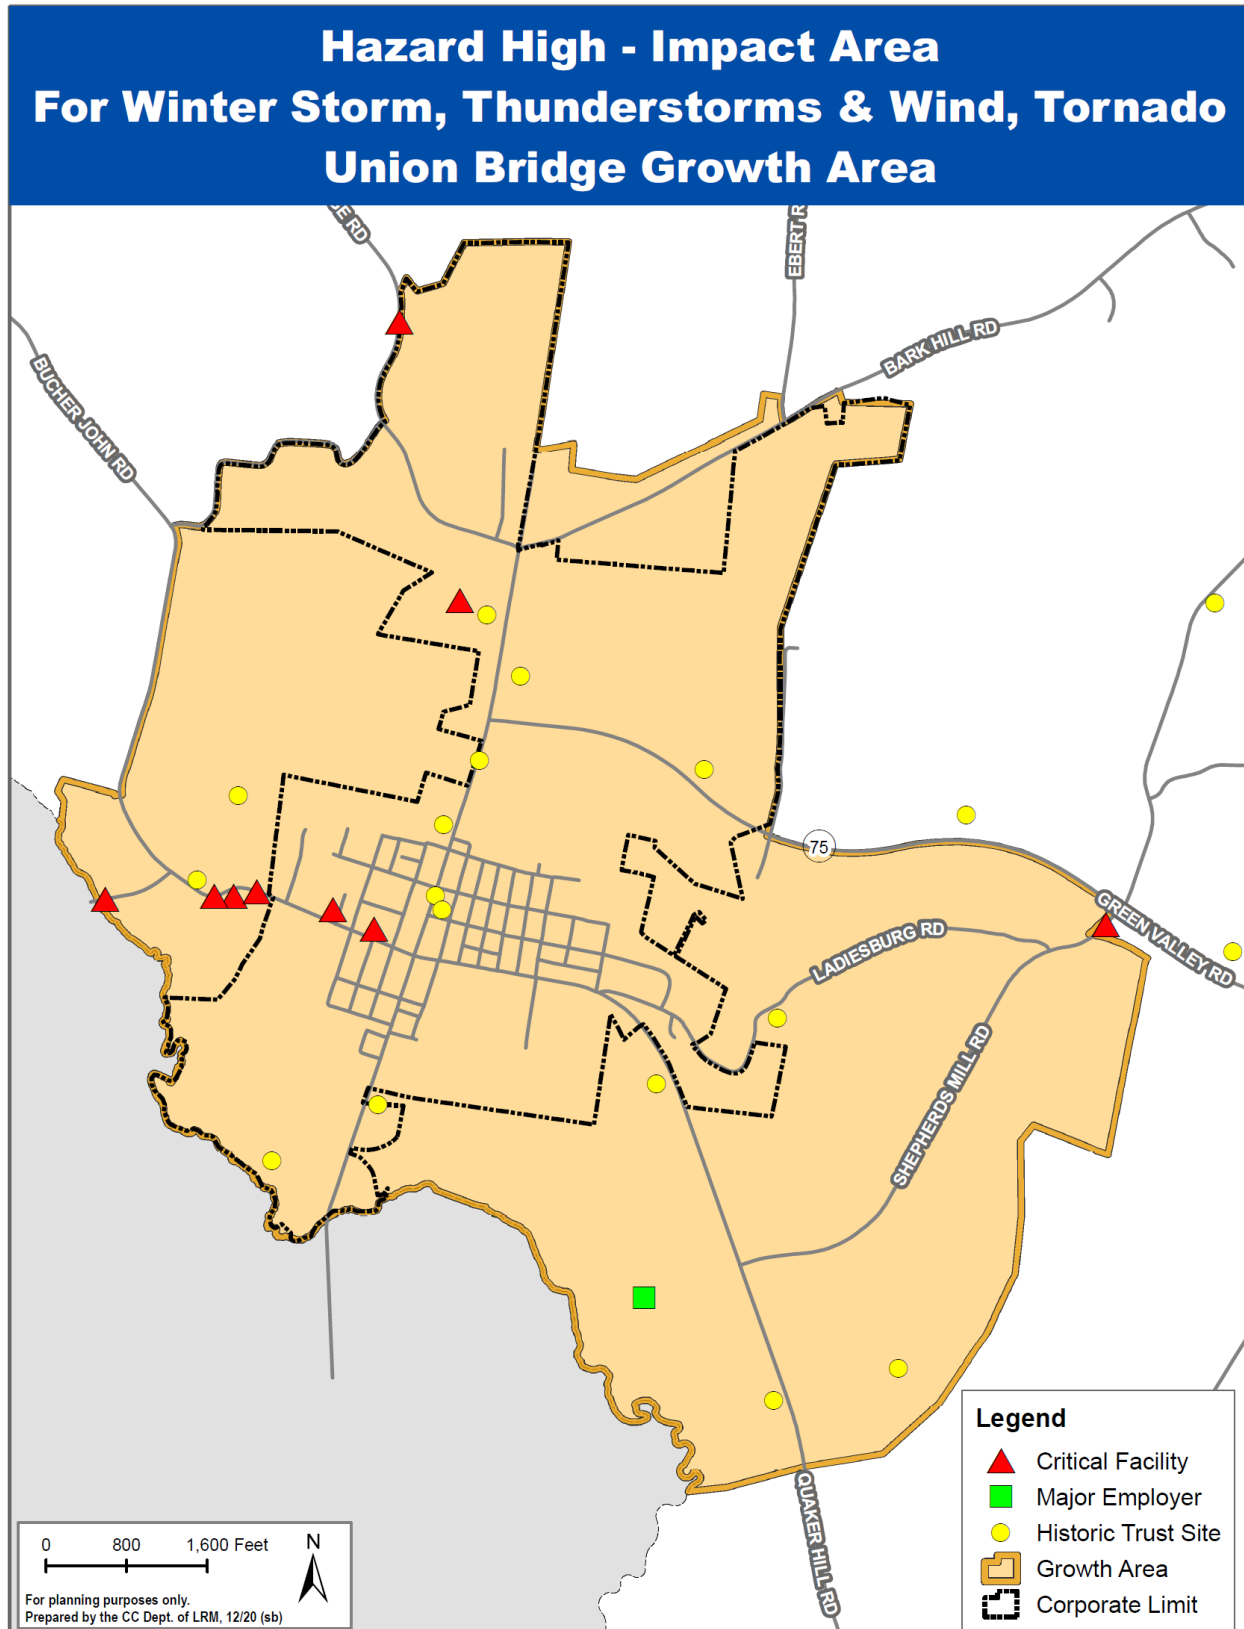 Hazard High - Impact Area
For Winter Storm, Thunderstorms & Wind, Tornado
Union Bridge Growth Area
EBERT
BARK HILL RD
BUCHER JOHN RD
75
GREEN VALLEY RD
LADIESBURG RD
SHEPHERDS MILL RD
QUAKER HILL RD
Legend
Critical Facility
Major Employer
Historic Trust Site
Growth Area
Corporate Limit
0 800 1,600 Feet
N
For planning purposes only.
Prepared by the CC Dept. of LRM, 12/20 (sb)